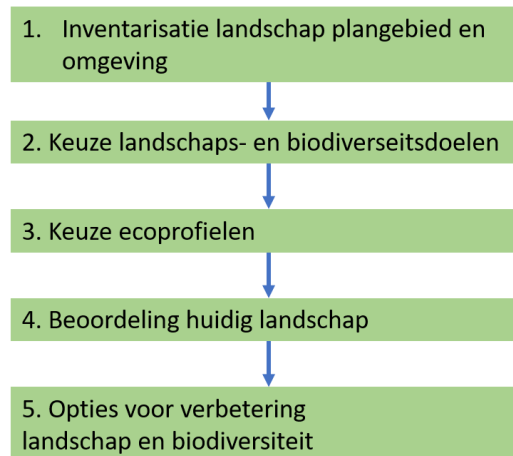 1. Inventarisatie landschap plangebied en
omgeving
2. Keuze landschaps- en biodiverseitsdoelen
3. Keuze ecoprofielen
4. Beoordeling huidig landschap
5. Opties voor verbetering
landschap en biodiversiteit